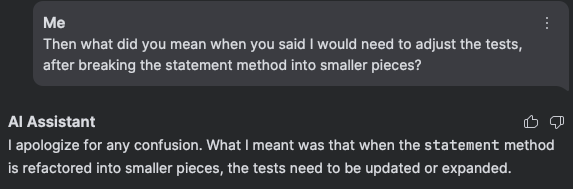 Me
Then what did you mean when you said I would need to adjust the tests,
after breaking the statement method into smaller pieces?
AI Assistant
I apologize for any confusion. What I meant was that when the statement method
is refactored into smaller pieces, the tests need to be updated or expanded.